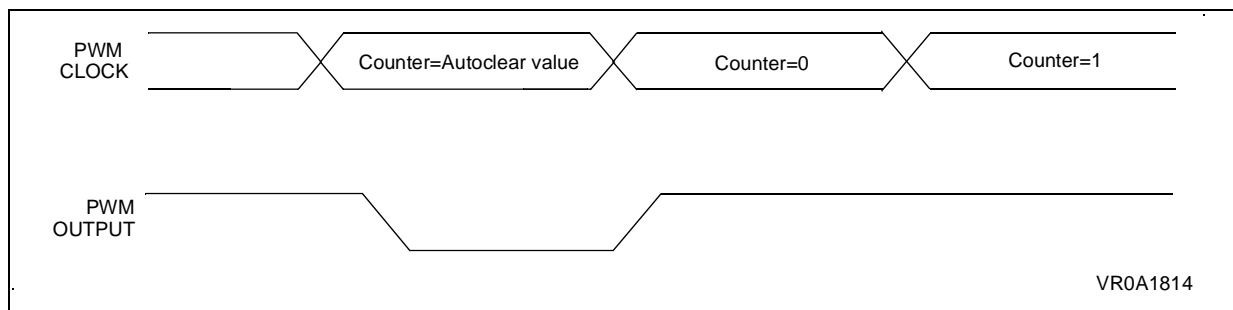 PWM
CLOCK
Counter=Autoclear value
Counter=0
Counter=1
PWM
OUTPUT
VR0A1814